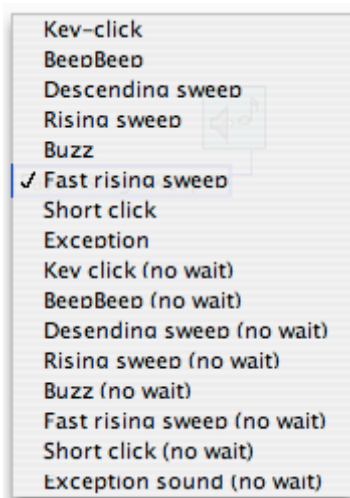 Key-click
BeepBeep
Descending sweep
Rising sweep
Buzz
✓ Fast rising sweep
Short click
Exception
Key click (no wait)
BeepBeep (no wait)
Desending sweep (no wait)
Rising sweep (no wait)
Buzz (no wait)
Fast rising sweep (no wait)
Short click (no wait)
Exception sound (no wait)